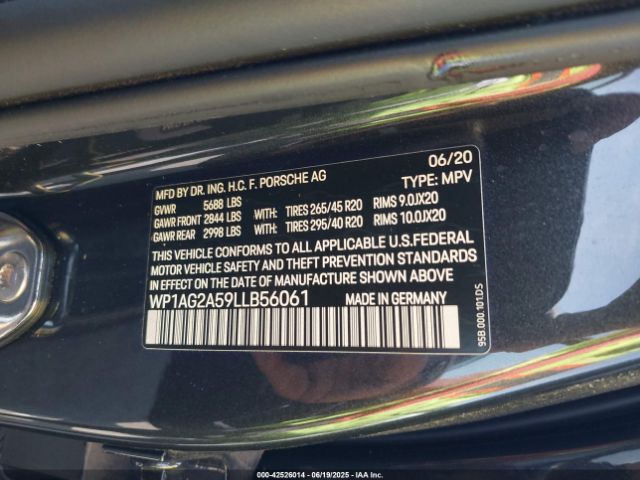 06/20
MFD BY DR. ING. H.C. F. PORSCHE AG TYPE: MPV
GVWR 5688 LBS
GAWR FRONT 2844 LBS WITH: TIRES 265/45 R20 RIMS 9.0JX20
GAWR REAR 2998 LBS WITH: TIRES 295/40 R20 RIMS 10.0JX20
THIS VEHICLE CONFORMS TO ALL APPLICABLE U.S.FEDERAL
MOTOR VEHICLE SAFETY AND THEFT PREVENTION STANDARDS
IN EFFECT ON THE DATE OF MANUFACTURE SHOWN ABOVE.
WP1AG2A59LLB56061 MADE IN GERMANY
95B.000.101.DS
000-42526014 - 06/19/2025 - IAAI Inc.